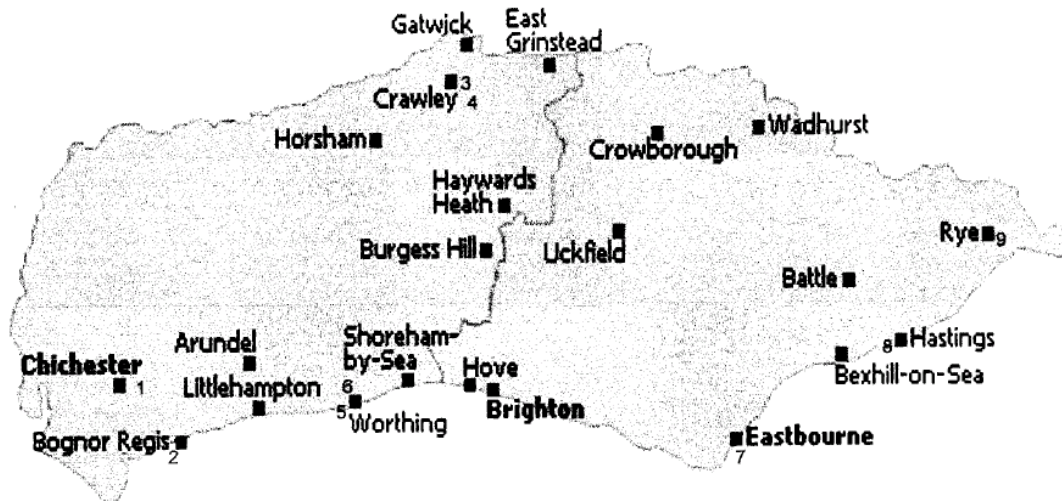 Gatwick
East
Grinstead
3
Crawley 4
Horsham
Crowborough
Wadhurst
Haywards
Heath
Uckfield
Rye 9
Burgess Hill
Battle
Shoreham-
by-Sea
Arundel
8 Hastings
Chichester
1
Littlehampton
6
5
Worthing
Hove
Brighton
Bexhill-on-Sea
Bognor Regis
2
Eastbourne
7